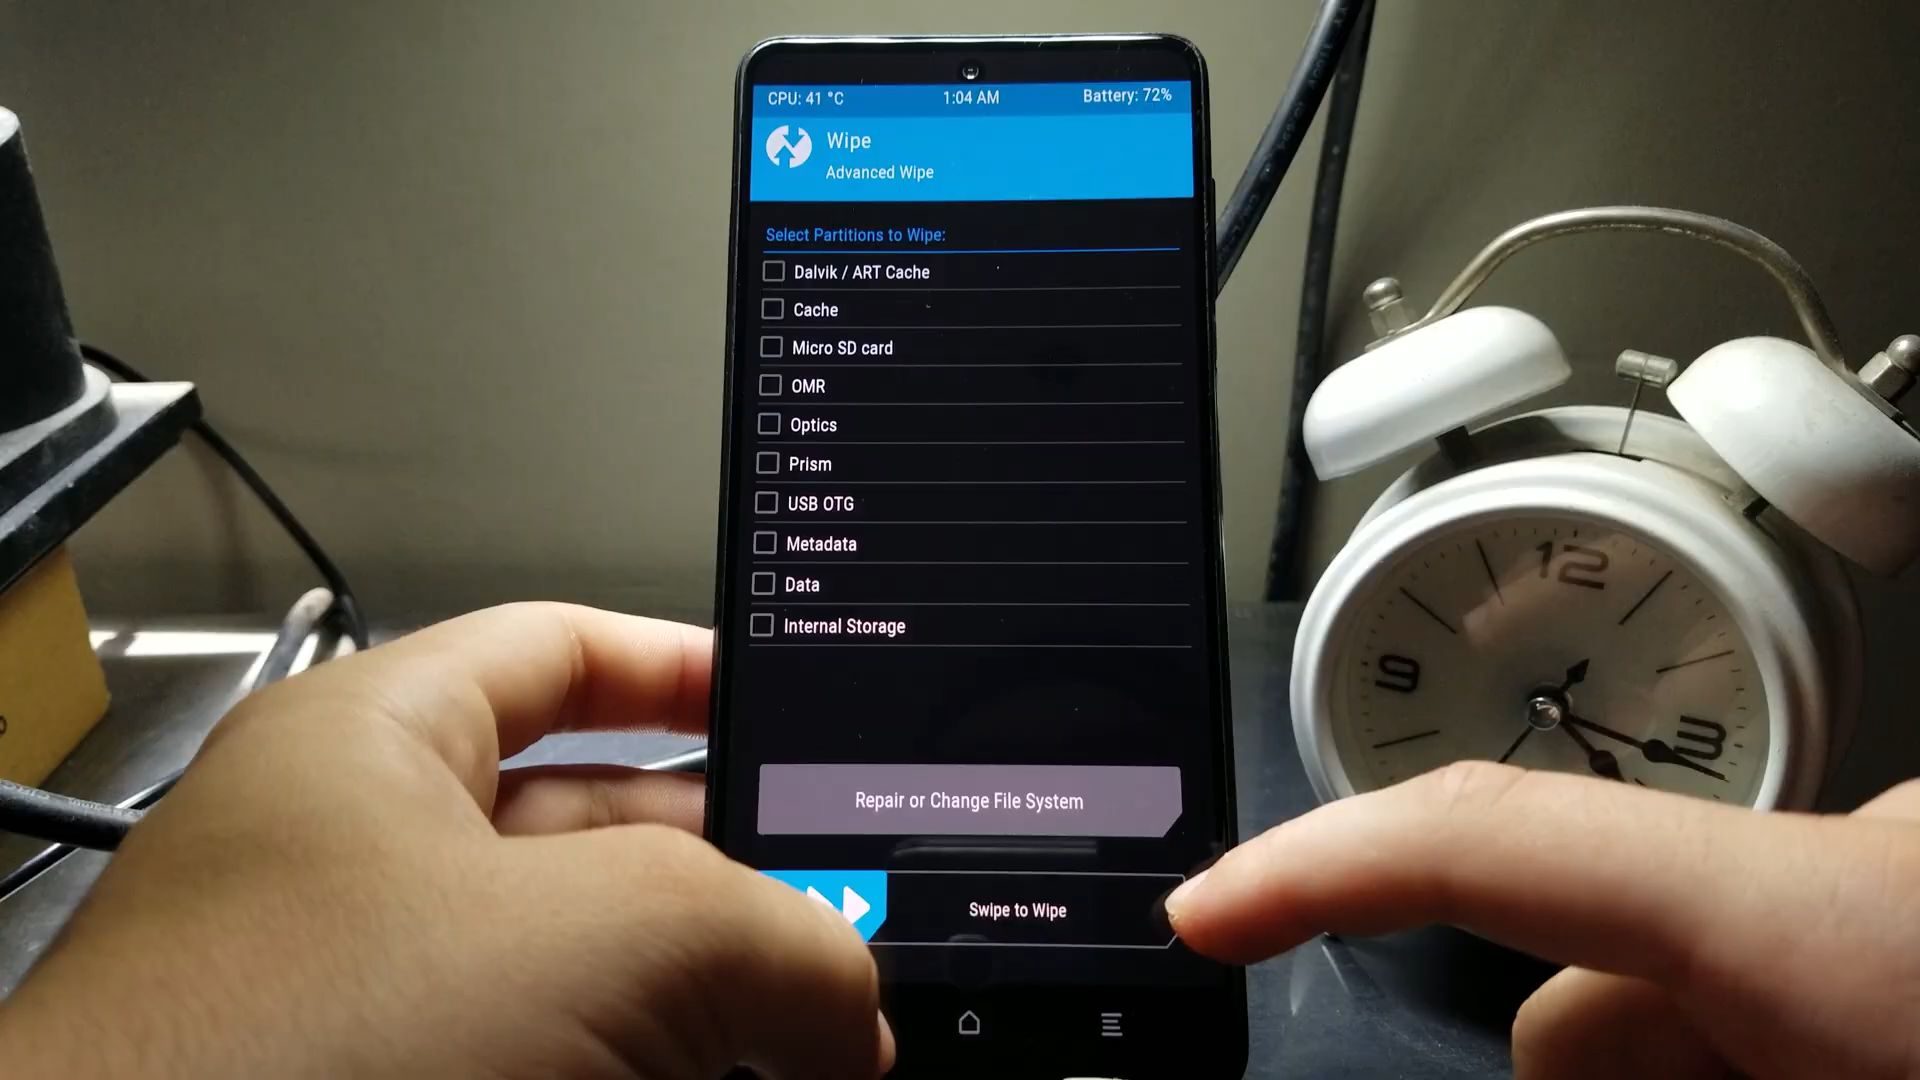 CPU: 41 °C 1:04 AM Battery: 72%
Wipe
Advanced Wipe
Select Partitions to Wipe:
Dalvik / ART Cache
Cache
Micro SD card
OMR
Optics
Prism
USB OTG
Metadata
Data
Internal Storage
Repair or Change File System
Swipe to Wipe
12
9
3